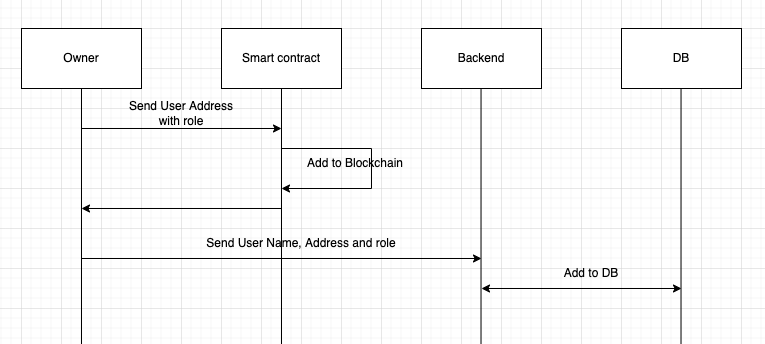 Owner
Smart contract
Backend
DB
Send User Address
with role
Add to Blockchain
Send User Name, Address and role
Add to DB